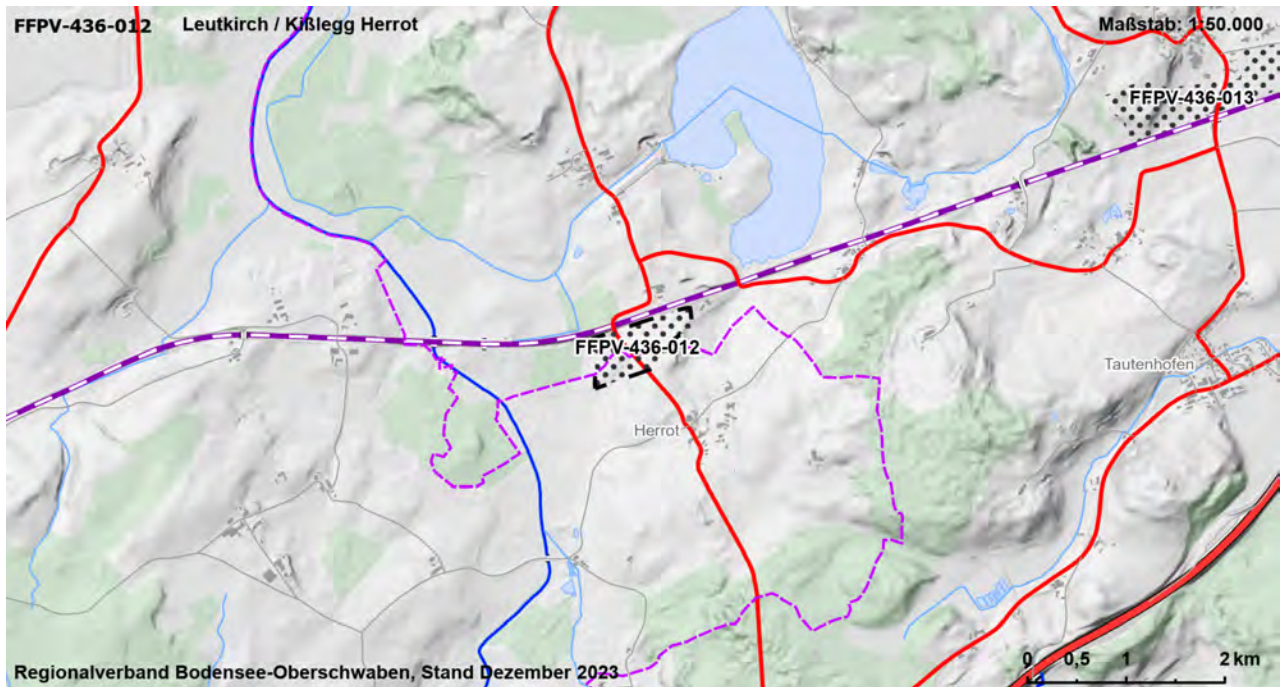 FFPV-436-012 Leutkirch / Kißlegg Herrot Maßstab: 1:50.000
FFPV-436-013
FFPV-436-012
Tautenhofen
Herrot
Regionalverband Bodensee-Oberschwaben, Stand Dezember 2023
0 0,5 1 2 km